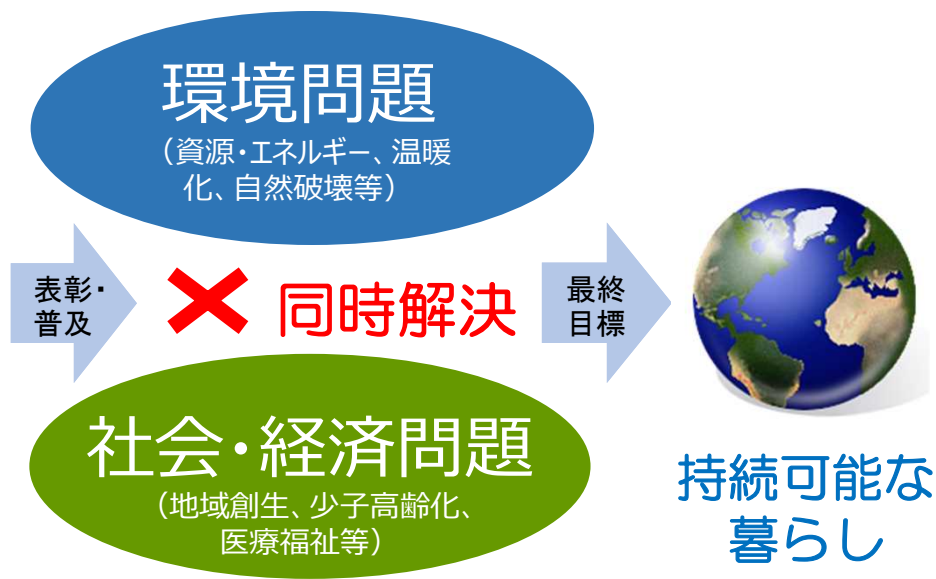 環境問題
（資源・エネルギー、温暖
化、自然破壊等）
表彰・
普及
✖ 同時解決
最終
目標
社会・経済問題
（地域創生、少子高齢化、
医療福祉等）
持続可能な
暮らし